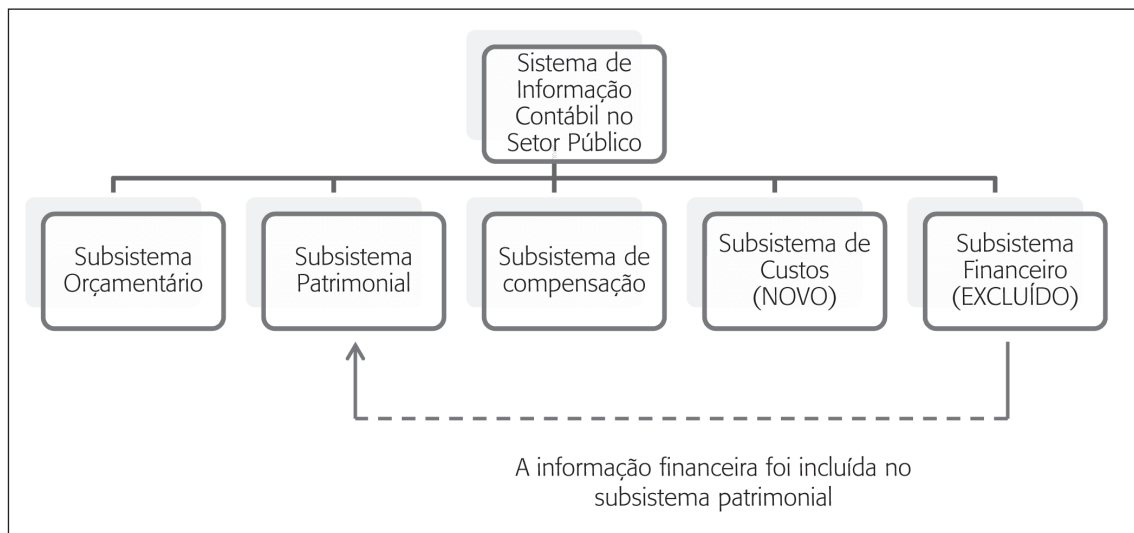 Sistema de
Informação
Contábil no
Setor Público
Subsistema
Orçamentário
Subsistema
Patrimonial
Subsistema de
compensação
Subsistema de
Custos
(NOVO)
Subsistema
Financeiro
(EXCLUÍDO)
A informação financeira foi incluída no
subsistema patrimonial